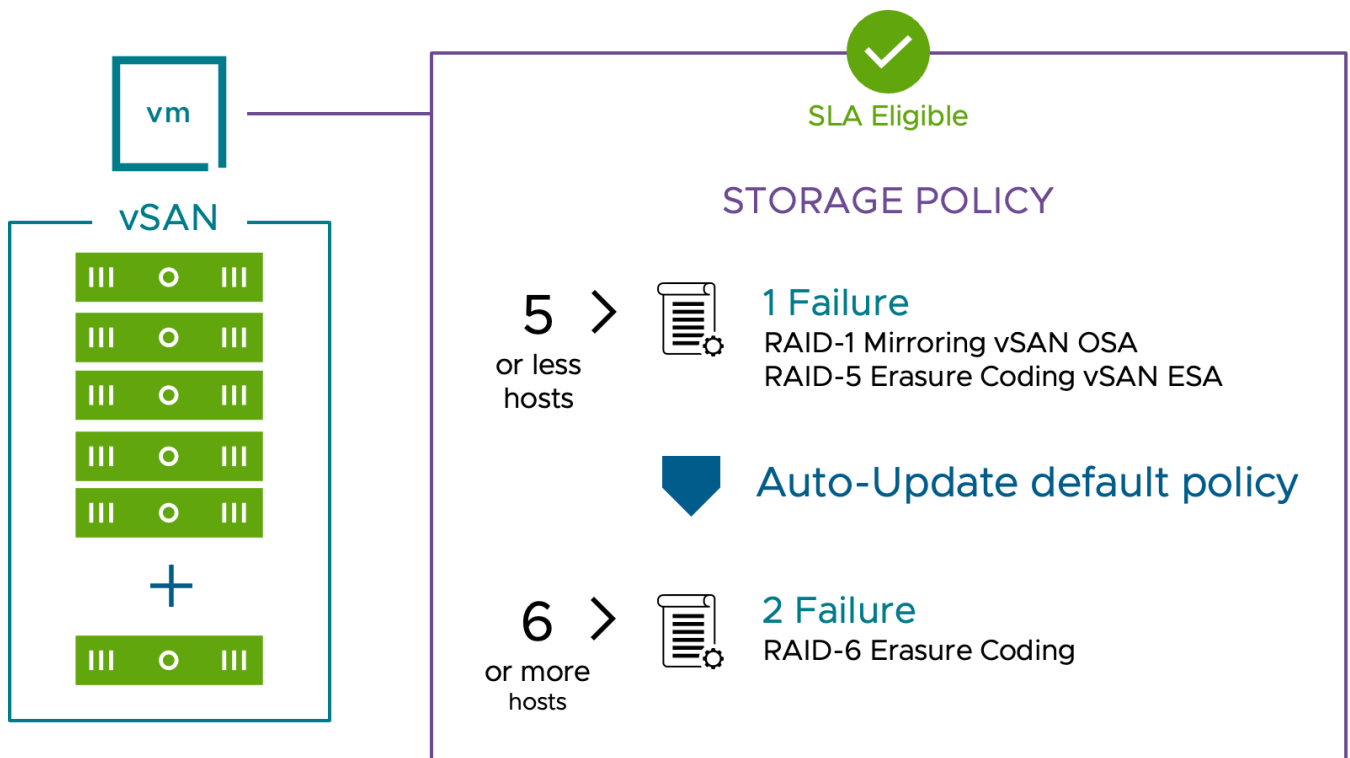 vm
vSAN
SLA Eligible
STORAGE POLICY
5
or less
hosts
1 Failure
RAID-1 Mirroring vSAN OSA
RAID-5 Erasure Coding vSAN ESA
Auto-Update default policy
6
or more
hosts
2 Failure
RAID-6 Erasure Coding